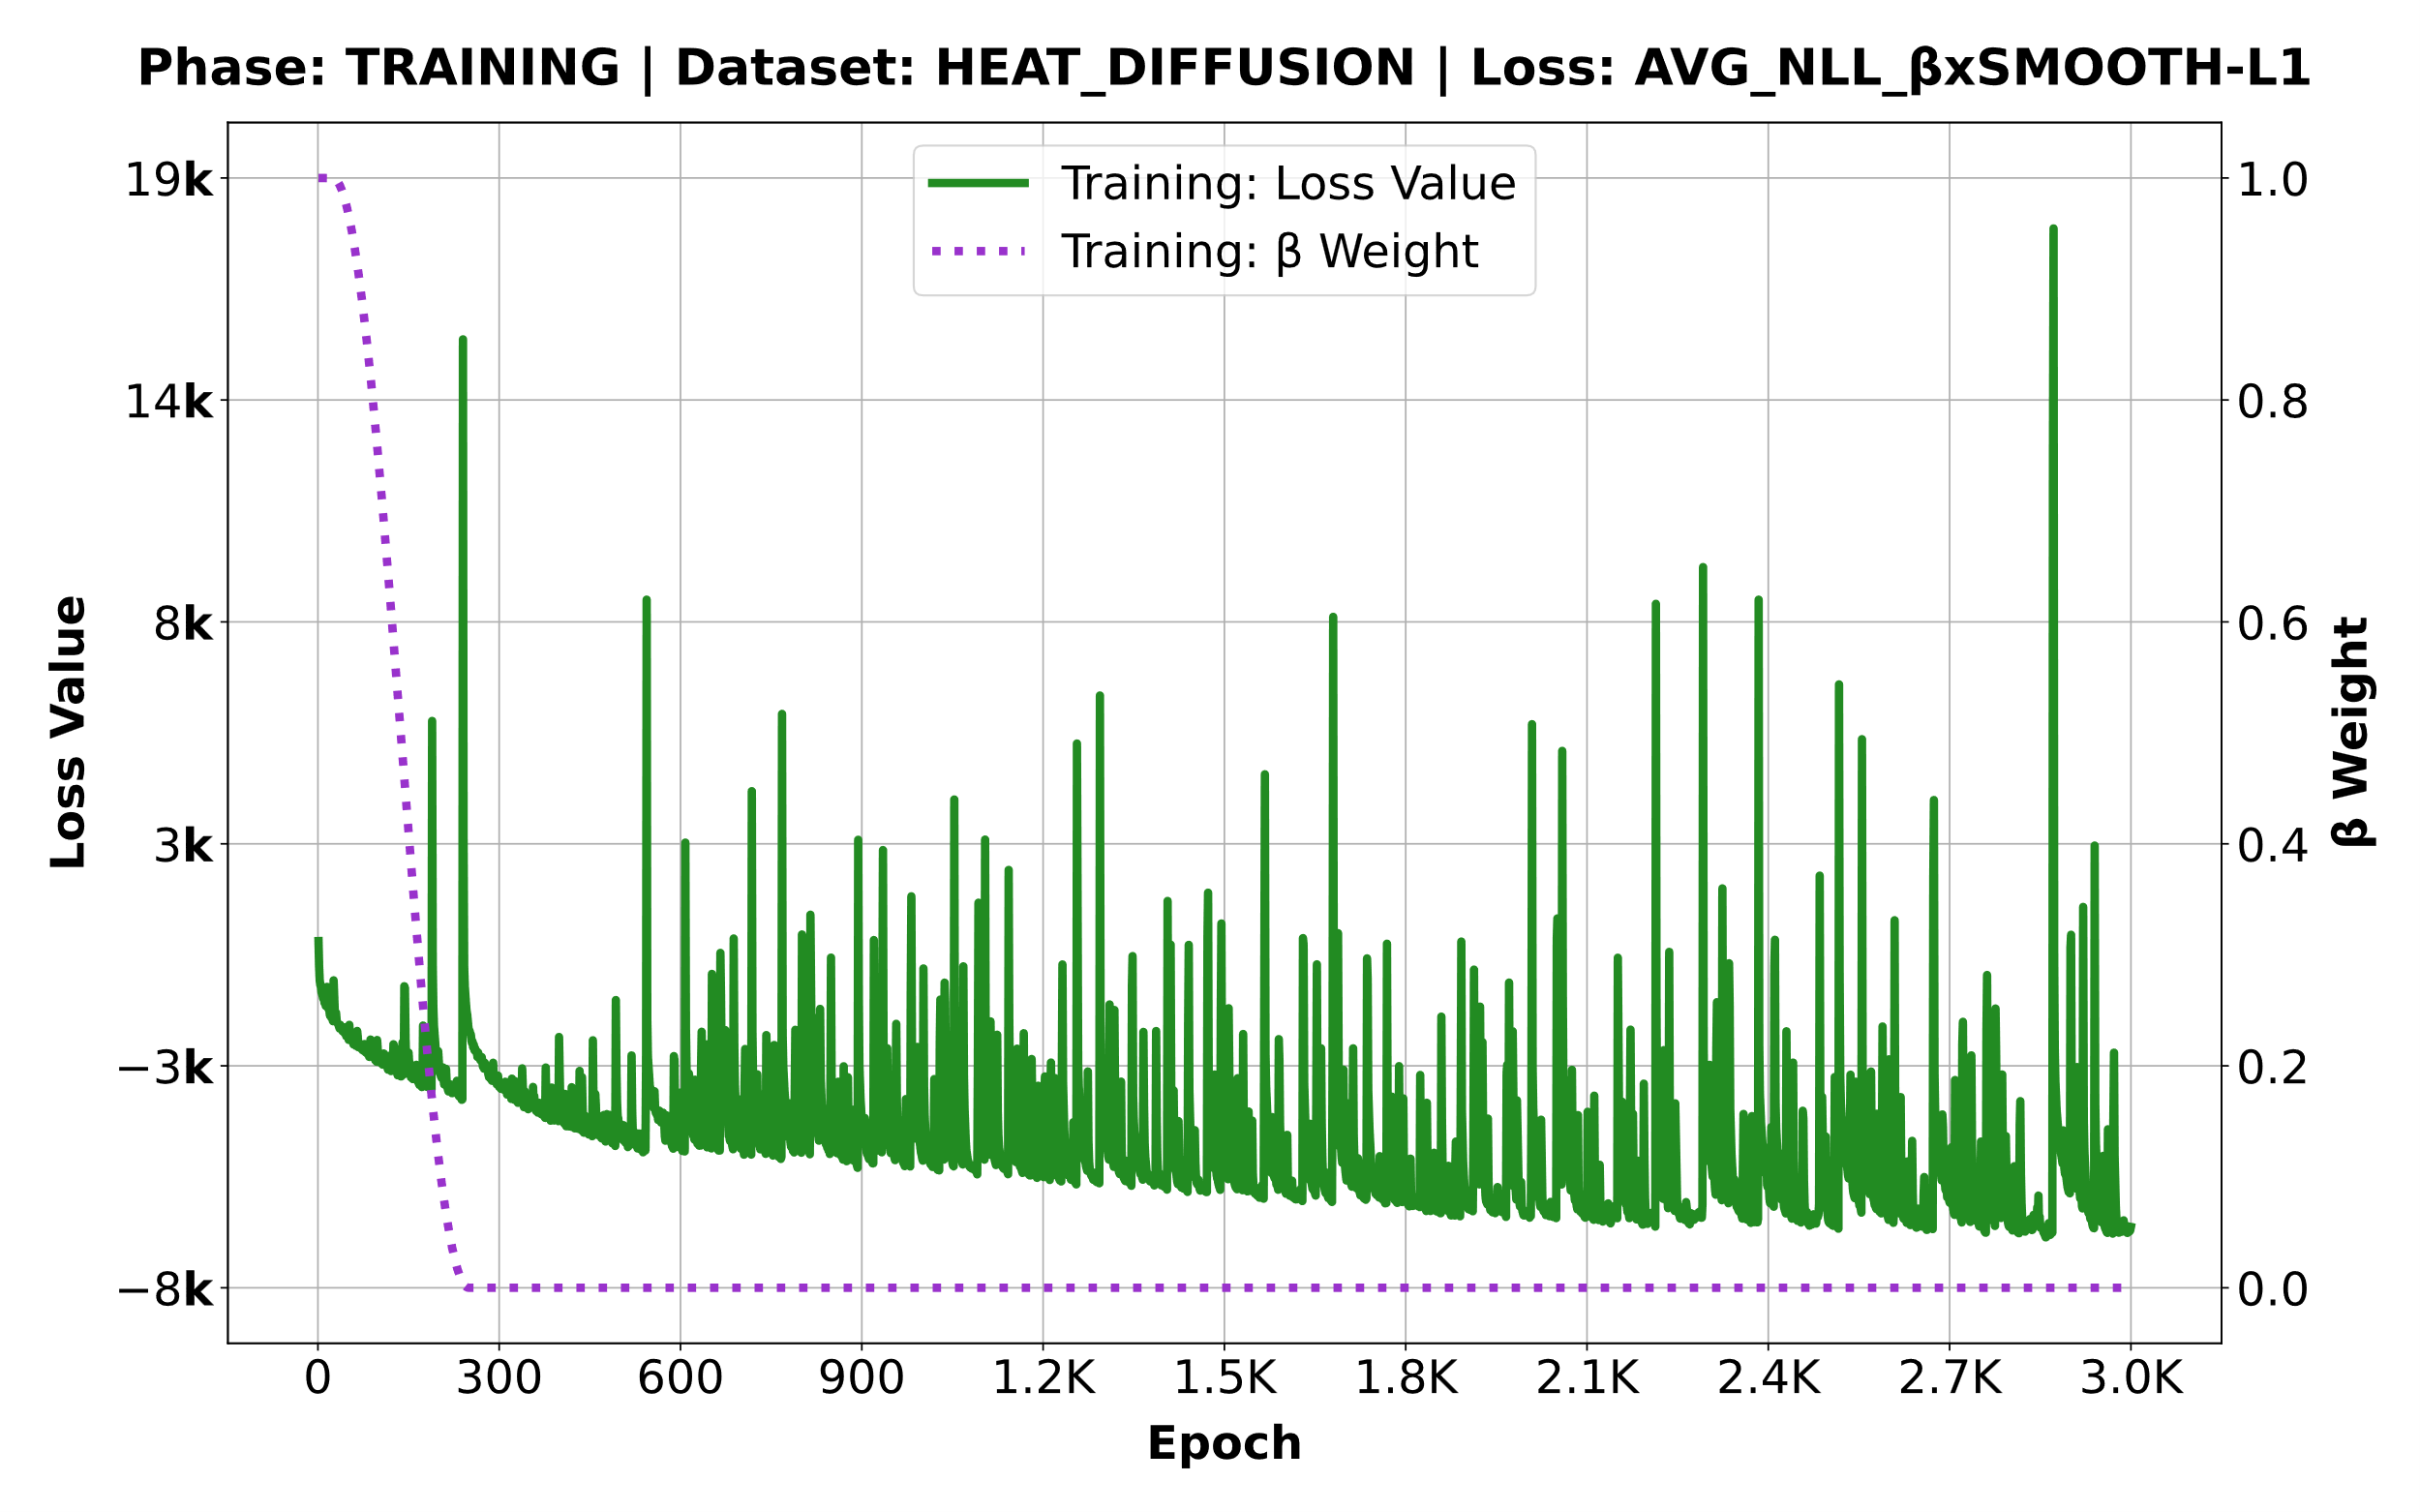 Phase: TRAINING | Dataset: HEAT_DIFFUSION | Loss: AVG_NLL_βxSMOOTH-L1
Training: Loss Value
Training: β Weight
Loss Value
19k
14k
8k
3k
−3k
−8k
1.0
0.8
0.6
0.4
0.2
0.0
β Weight
0 300 600 900 1.2K 1.5K 1.8K 2.1K 2.4K 2.7K 3.0K
Epoch